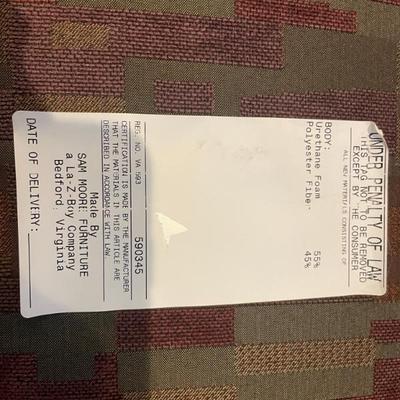 UNDER PENALTY OF LAW
THIS TAG NOT TO BE REMOVED
EXCEPT BY THE CONSUMER
ALL NEW MATERIALS CONSISTING OF
BODY:
Urethane Foam 55%
Polyester Fiber 45%
REG. NO. VA 593 590345
CERTIFICATION IS MADE BY THE MANUFACTURER
THAT THE MATERIALS IN THIS ARTICLE ARE
DESCRIBED IN ACCORDANCE WITH LAW.
Made By
SAM MOORE FURNITURE
a La-Z-Boy Company
Bedford, Virginia
DATE OF DELIVERY: